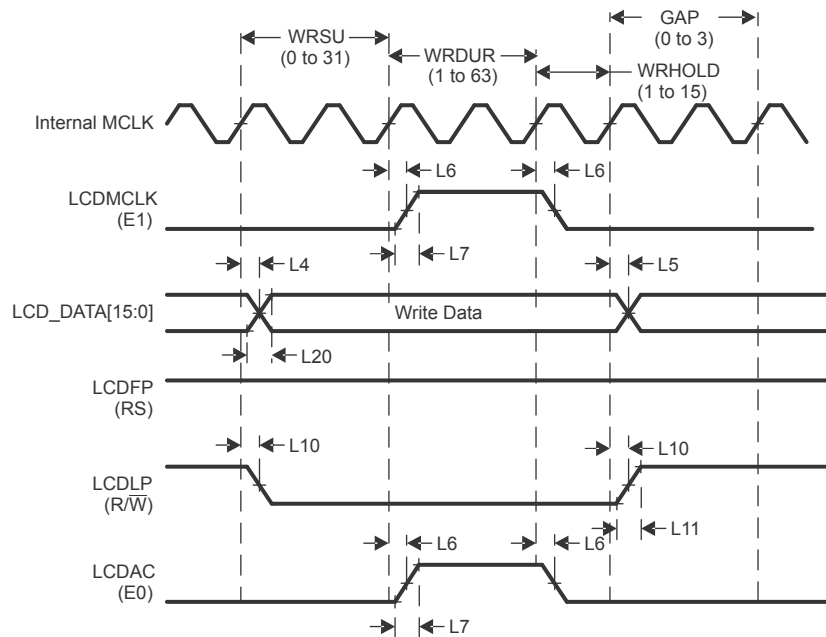 GAP
(0 to 3)
WRSU
(0 to 31)
WRDUR
(1 to 63)
WRHOLD
(1 to 15)
Internal MCLK
L6
L6
LCDMCLK
(E1)
L7
L4
L5
LCD_DATA[15:0]
Write Data
L20
LCDFP
(RS)
L10
L10
LCDLP
(R/W̅)
L11
L6
L6
LCDAC
(E0)
L7